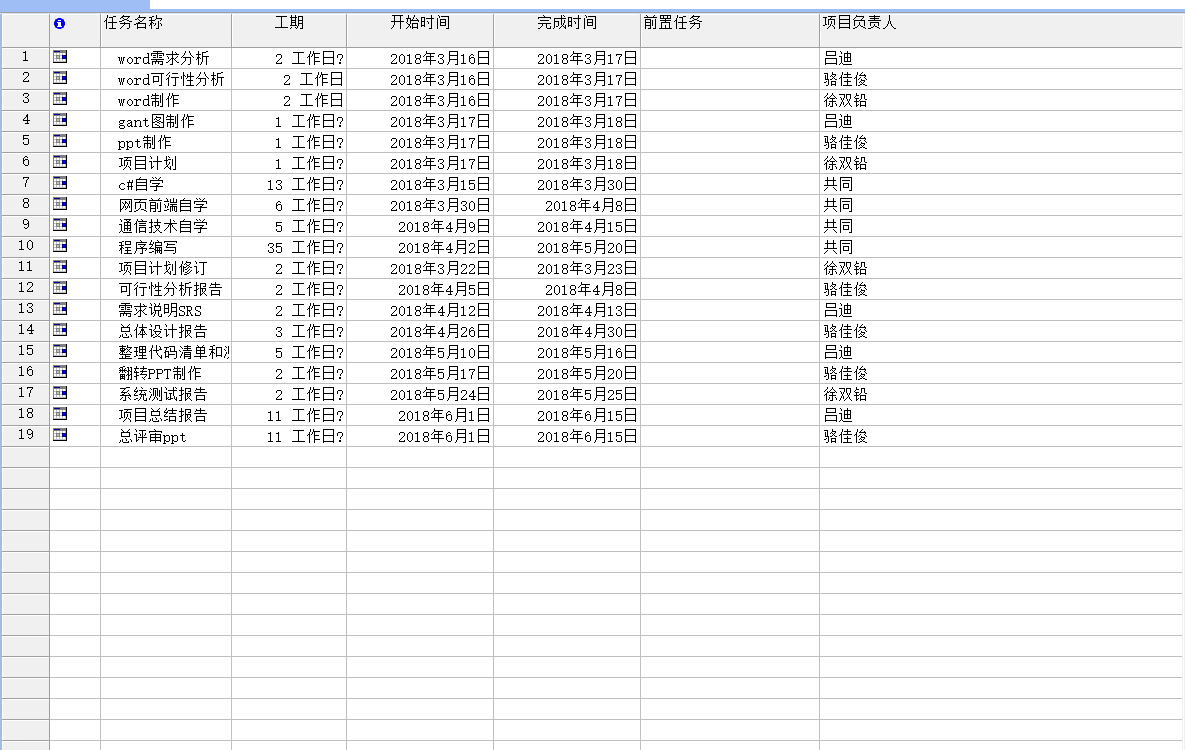 任务名称 工期 开始时间 完成时间 前置任务 项目负责人
1 word需求分析 2 工作日? 2018年3月16日 2018年3月17日 吕迪
2 word可行性分析 2 工作日 2018年3月16日 2018年3月17日 骆佳俊
3 word制作 2 工作日 2018年3月16日 2018年3月17日 徐双铅
4 gant图制作 1 工作日? 2018年3月17日 2018年3月18日 吕迪
5 ppt制作 1 工作日? 2018年3月17日 2018年3月18日 骆佳俊
6 项目计划 1 工作日? 2018年3月17日 2018年3月18日 徐双铅
7 c#自学 13 工作日? 2018年3月15日 2018年3月30日 共同
8 网页前端自学 6 工作日? 2018年3月30日 2018年4月8日 共同
9 通信技术自学 5 工作日? 2018年4月9日 2018年4月15日 共同
10 程序编写 35 工作日? 2018年4月2日 2018年5月20日 共同
11 项目计划修订 2 工作日? 2018年3月22日 2018年3月23日 徐双铅
12 可行性分析报告 2 工作日? 2018年4月5日 2018年4月8日 骆佳俊
13 需求说明SRS 2 工作日? 2018年4月12日 2018年4月13日 吕迪
14 总体设计报告 3 工作日? 2018年4月26日 2018年4月30日 骆佳俊
15 整理代码清单和 5 工作日? 2018年5月10日 2018年5月16日 吕迪
16 翻转PPT制作 2 工作日? 2018年5月17日 2018年5月20日 骆佳俊
17 系统测试报告 2 工作日? 2018年5月24日 2018年5月25日 徐双铅
18 项目总结报告 11 工作日? 2018年6月1日 2018年6月15日 吕迪
19 总评审ppt 11 工作日? 2018年6月1日 2018年6月15日 骆佳俊